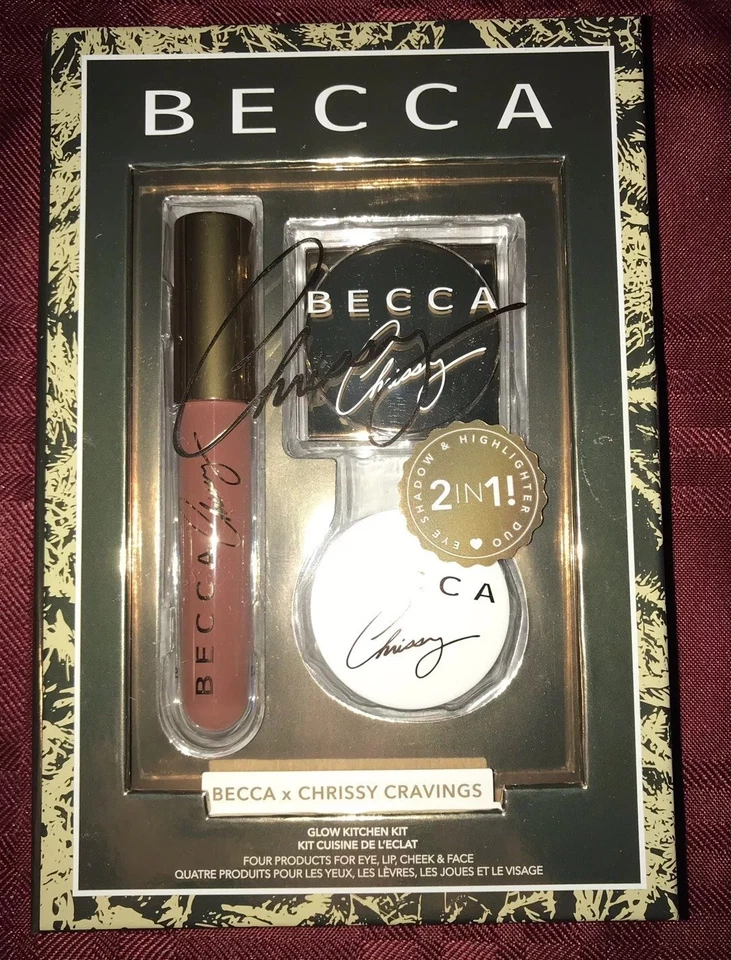 BECCA
Chrissy
BECCA
Chrissy
BECCA Chrissy
EYE SHADOW & HIGHLIGHTER DUO
2 IN 1!
CCA
Chrissy
BECCA x CHRISSY CRAVINGS
GLOW KITCHEN KIT
KIT CUISINE DE L'ECLAT
FOUR PRODUCTS FOR EYE, LIP, CHEEK & FACE
QUATRE PRODUITS POUR LES YEUX, LES LÈVRES, LES JOUES ET LE VISAGE